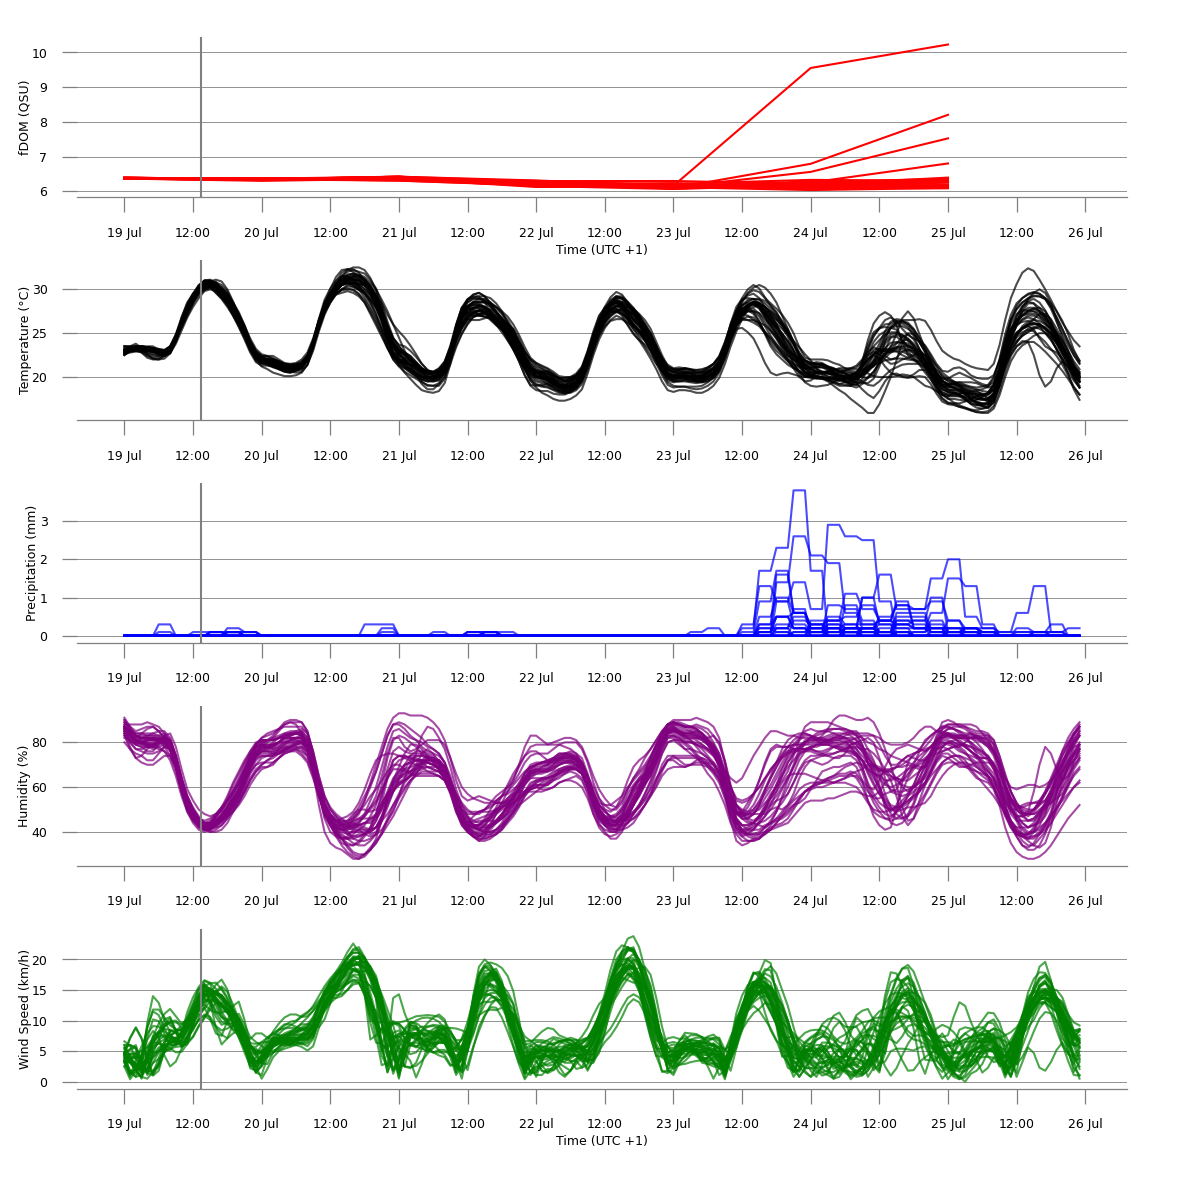 10
9
8
7
6
fDOM (QSU)
19 Jul 12:00 20 Jul 12:00 21 Jul 12:00 22 Jul 12:00 23 Jul 12:00 24 Jul 12:00 25 Jul 12:00 26 Jul
Time (UTC +1)
30
25
20
Temperature (°C)
19 Jul 12:00 20 Jul 12:00 21 Jul 12:00 22 Jul 12:00 23 Jul 12:00 24 Jul 12:00 25 Jul 12:00 26 Jul
3
2
1
0
Precipitation (mm)
19 Jul 12:00 20 Jul 12:00 21 Jul 12:00 22 Jul 12:00 23 Jul 12:00 24 Jul 12:00 25 Jul 12:00 26 Jul
80
60
40
Humidity (%)
19 Jul 12:00 20 Jul 12:00 21 Jul 12:00 22 Jul 12:00 23 Jul 12:00 24 Jul 12:00 25 Jul 12:00 26 Jul
20
15
10
5
0
Wind Speed (km/h)
19 Jul 12:00 20 Jul 12:00 21 Jul 12:00 22 Jul 12:00 23 Jul 12:00 24 Jul 12:00 25 Jul 12:00 26 Jul
Time (UTC +1)